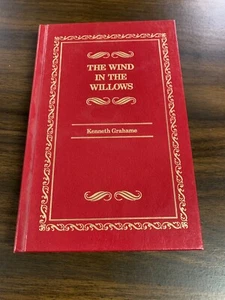 THE WIND
IN THE
WILLOWS
Kenneth Grahame